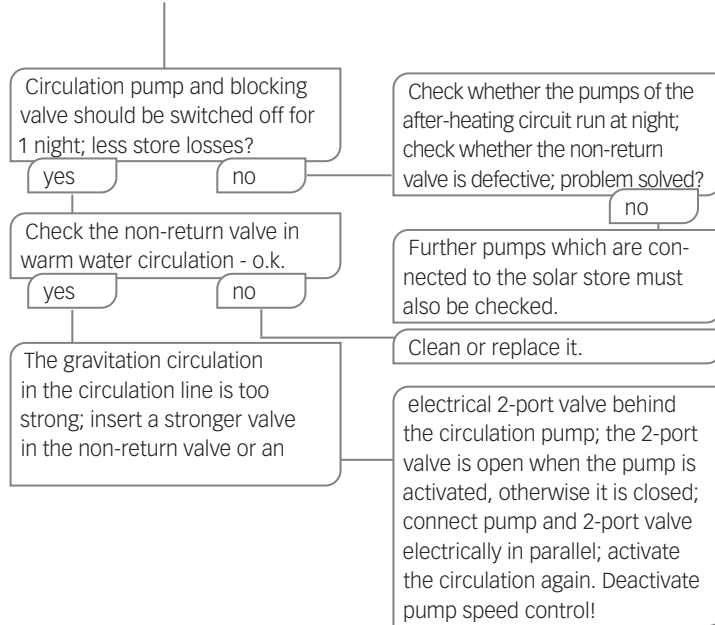 Circulation pump and blocking
valve should be switched off for
1 night; less store losses?
yes
no
Check whether the pumps of the
after-heating circuit run at night;
check whether the non-return
valve is defective; problem solved?
no
Further pumps which are con-
nected to the solar store must
also be checked.
Check the non-return valve in
warm water circulation - o.k.
yes
no
Clean or replace it.
The gravitation circulation
in the circulation line is too
strong; insert a stronger valve
in the non-return valve or an
electrical 2-port valve behind
the circulation pump; the 2-port
valve is open when the pump is
activated, otherwise it is closed;
connect pump and 2-port valve
electrically in parallel; activate
the circulation again. Deactivate
pump speed control!